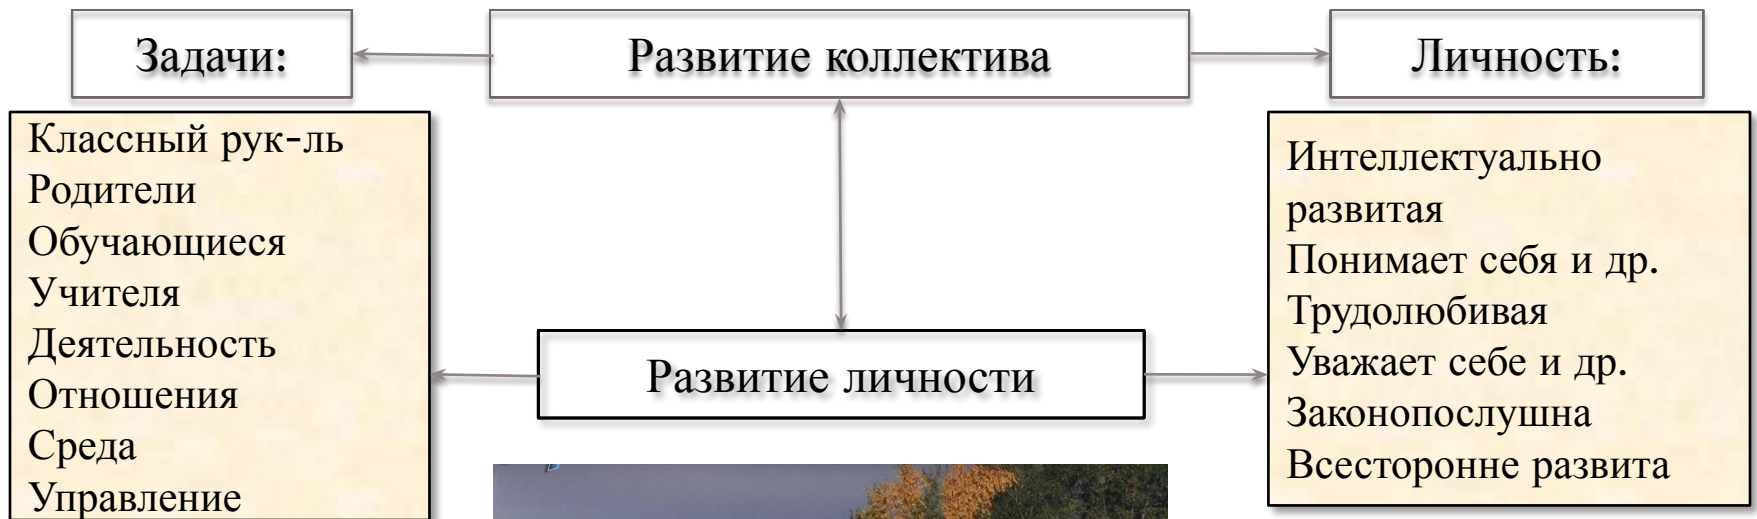 Задачи:
Развитие коллектива
Личность:
Классный рук-ль
Родители
Обучающиеся
Учителя
Деятельность
Отношения
Среда
Управление
Развитие личности
Интеллектуально
развитая
Понимает себя и др.
Трудолюбивая
Уважает себе и др.
Законопослушна
Всесторонне развита